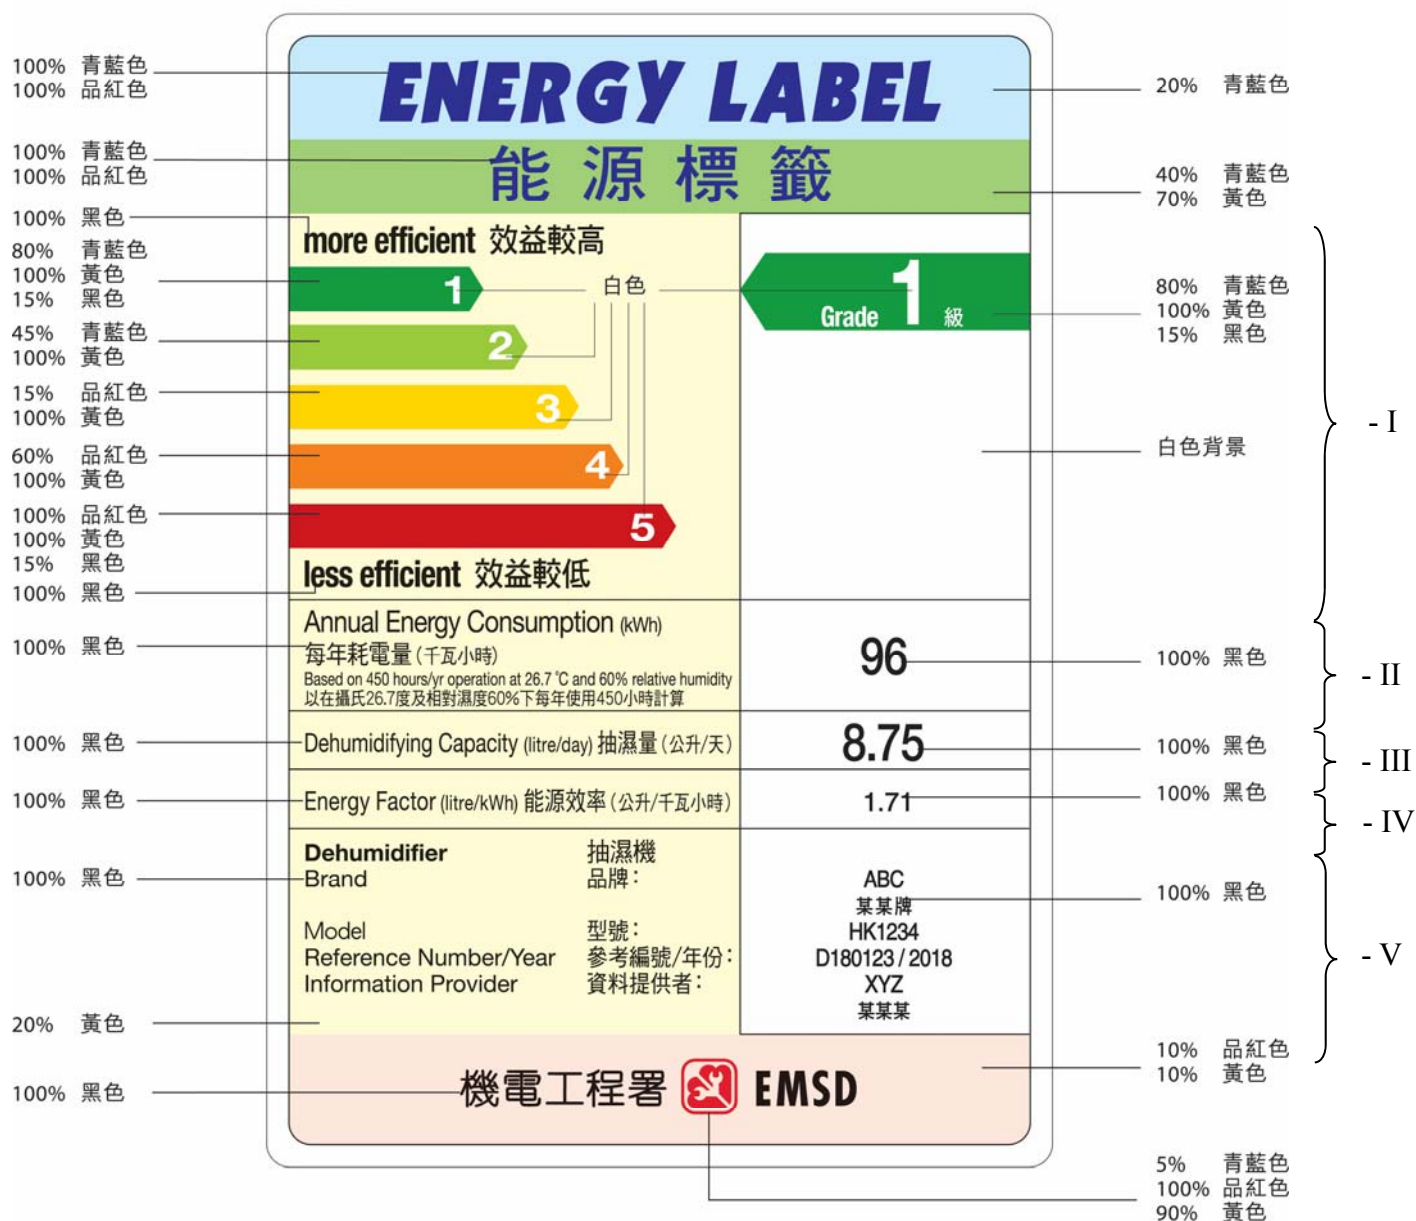 100% 青藍色
100% 品紅色
ENERGY LABEL
20% 青藍色
100% 青藍色
100% 品紅色
能源標籤
40% 青藍色
70% 黃色
100% 黑色
more efficient 效益較高
80% 青藍色
100% 黃色
15% 黑色
1
白色
Grade 1 級
80% 青藍色
100% 黃色
15% 黑色
45% 青藍色
100% 黃色
2
15% 品紅色
100% 黃色
3
- I
60% 品紅色
100% 黃色
4
白色背景
100% 品紅色
100% 黃色
15% 黑色
5
100% 黑色
less efficient 效益較低
Annual Energy Consumption (kWh)
100% 黑色
每年耗電量(千瓦小時)
96
100% 黑色
Based on 450 hours/yr operation at 26.7 °C and 60% relative humidity
以在攝氏26.7度及相對濕度60%下每年使用450小時計算
- II
100% 黑色
Dehumidifying Capacity (litre/day) 抽濕量(公升/天)
8.75
100% 黑色
- III
100% 黑色
Energy Factor (litre/kWh) 能源效率(公升/千瓦小時)
1.71
100% 黑色
- IV
Dehumidifier 抽濕機
100% 黑色
Brand 品牌:
ABC
100% 黑色
某某牌
Model 型號:
HK1234
Reference Number/Year 參考編號/年份:
D180123 / 2018
- V
Information Provider 資料提供者:
XYZ
某某某
20% 黃色
10% 品紅色
10% 黃色
100% 黑色
機電工程署 EMSD
5% 青藍色
100% 品紅色
90% 黃色